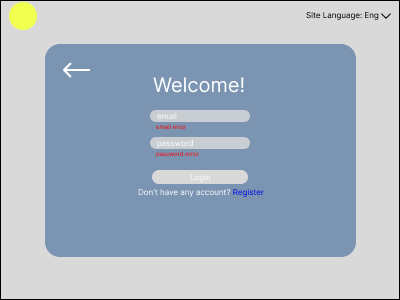 Site Language: Eng
Welcome!
email
email error
password
password error
Login
Don't have any account? Register